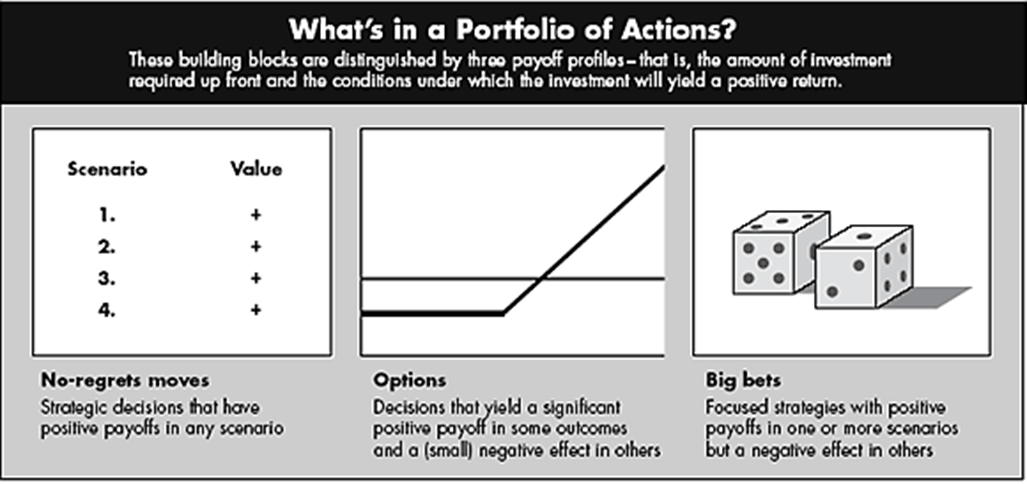 What's in a Portfolio of Actions?
These building blocks are distinguished by three payoff profiles–that is, the amount of investment
required up front and the conditions under which the investment will yield a positive return.
Scenario Value
1. +
2. +
3. +
4. +
No-regrets moves
Strategic decisions that have
positive payoffs in any scenario
Options
Decisions that yield a significant
positive payoff in some outcomes
and a (small) negative effect in others
Big bets
Focused strategies with positive
payoffs in one or more scenarios
but a negative effect in others